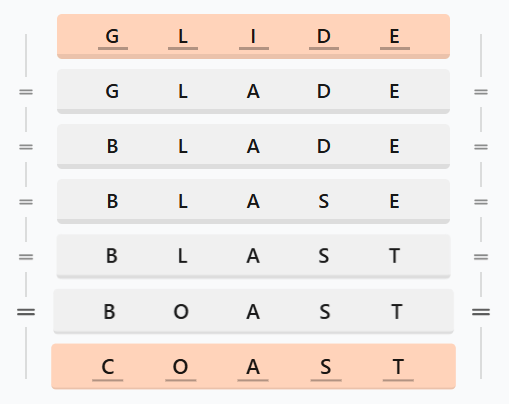 G L I D E
G L A D E
B L A D E
B L A S E
B L A S T
B O A S T
C O A S T